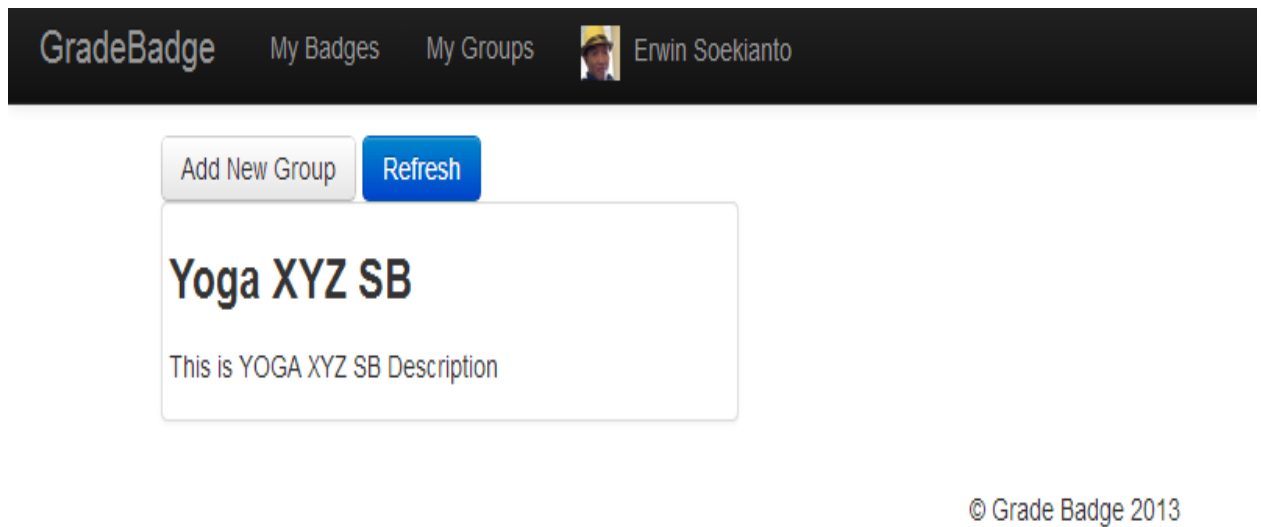 GradeBadge My Badges My Groups Erwin Soekianto
Add New Group Refresh
Yoga XYZ SB
This is YOGA XYZ SB Description
© Grade Badge 2013